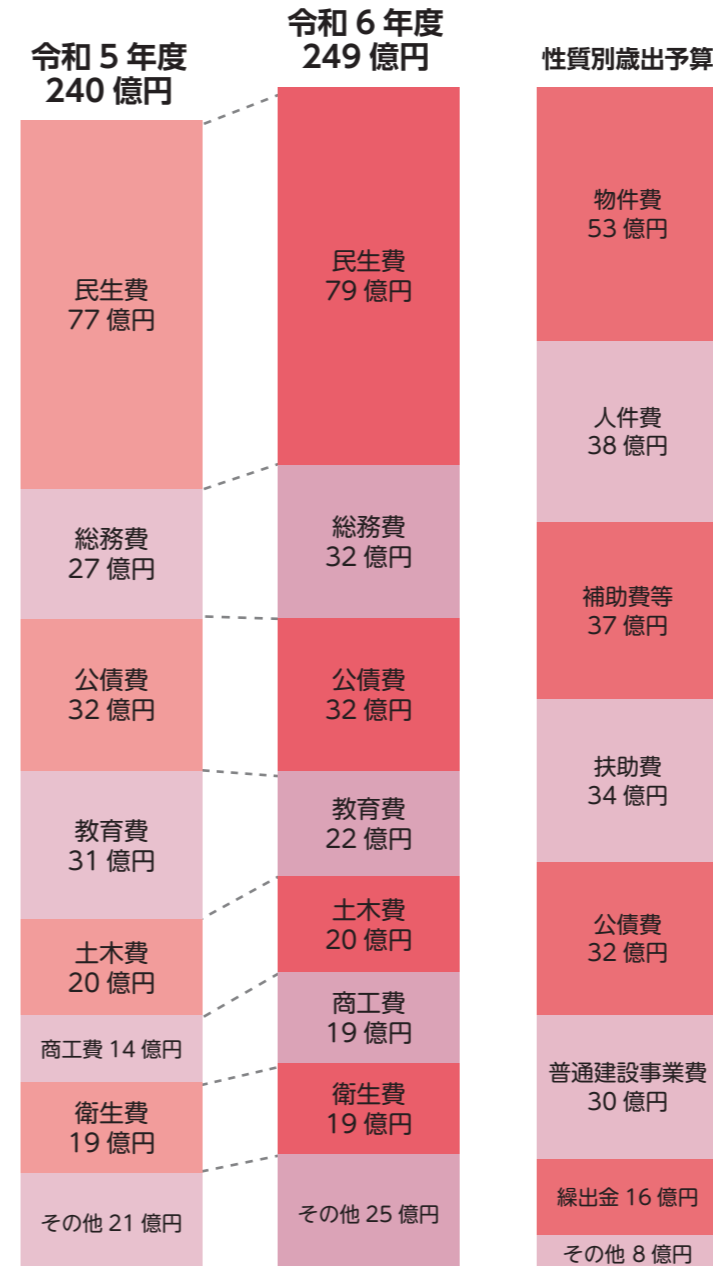 令和 5 年度
240 億円
民生費
77 億円
総務費
27 億円
公債費
32 億円
教育費
31 億円
土木費
20 億円
商工費 14 億円
衛生費
19 億円
その他 21 億円
令和 6 年度
249 億円
民生費
79 億円
総務費
32 億円
公債費
32 億円
教育費
22 億円
土木費
20 億円
商工費
19 億円
衛生費
19 億円
その他 25 億円
性質別歳出予算
物件費
53 億円
人件費
38 億円
補助費等
37 億円
扶助費
34 億円
公債費
32 億円
普通建設事業費
30 億円
繰出金 16 億円
その他 8 億円